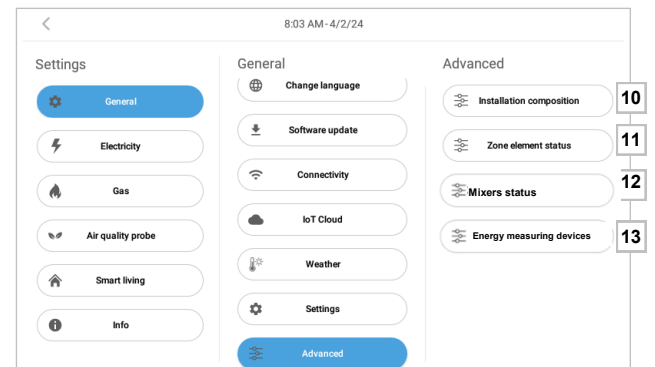 8:03 AM-4/2/24
Settings
General
Electricity
Gas
Air quality probe
Smart living
Info
General
Change language
Software update
Connectivity
IoT Cloud
Weather
Settings
Advanced
Advanced
Installation composition
10
Zone element status
11
Mixers status
12
Energy measuring devices
13